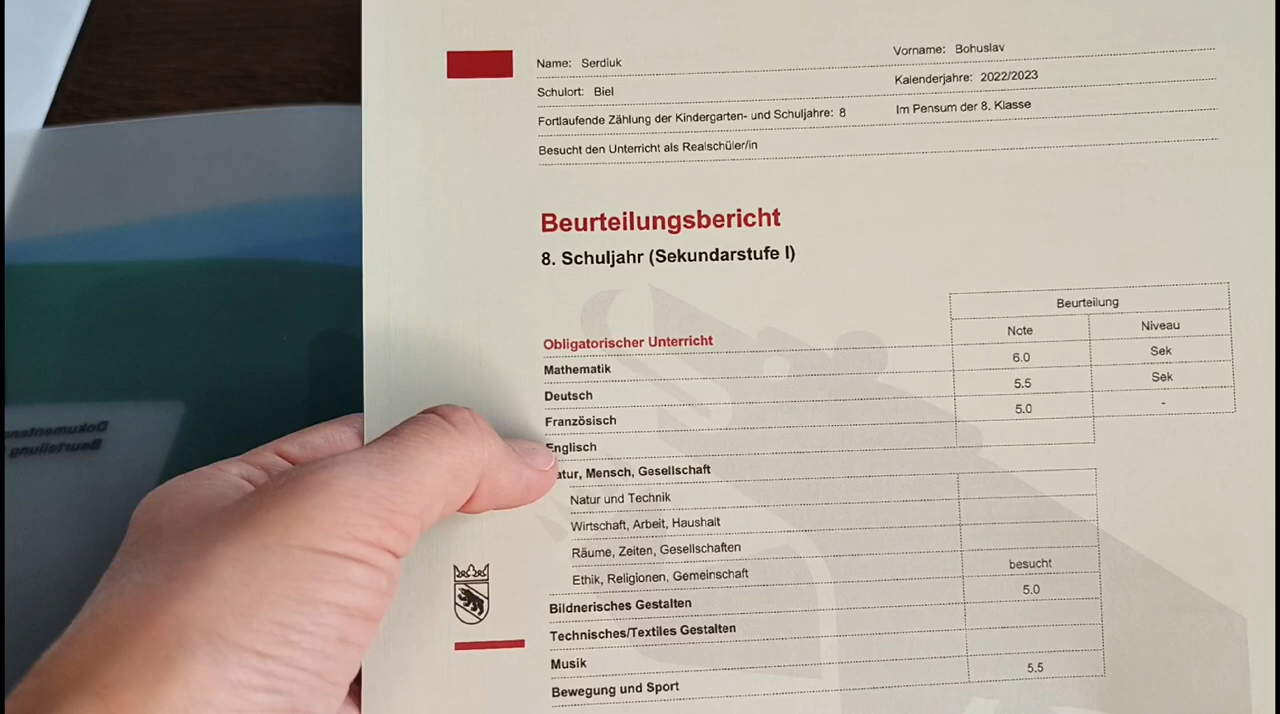 Name: Serdiuk
Vorname: Bohuslav
Schulort: Biel
Kalenderjahre: 2022/2023
Fortlaufende Zählung der Kindergarten- und Schuljahre: 8
Im Pensum der 8. Klasse
Besucht den Unterricht als Realschüler/in
Beurteilungsbericht
8. Schuljahr (Sekundarstufe I)
Beurteilung
Obligatorischer Unterricht
Note
Niveau
Mathematik
6.0
Sek
Deutsch
5.5
Sek
Französisch
5.0
-
Englisch
atur, Mensch, Gesellschaft
Natur und Technik
Wirtschaft, Arbeit, Haushalt
Räume, Zeiten, Gesellschaften
Ethik, Religionen, Gemeinschaft
besucht
Bildnerisches Gestalten
5.0
Technisches/Textiles Gestalten
Musik
Bewegung und Sport
5.5